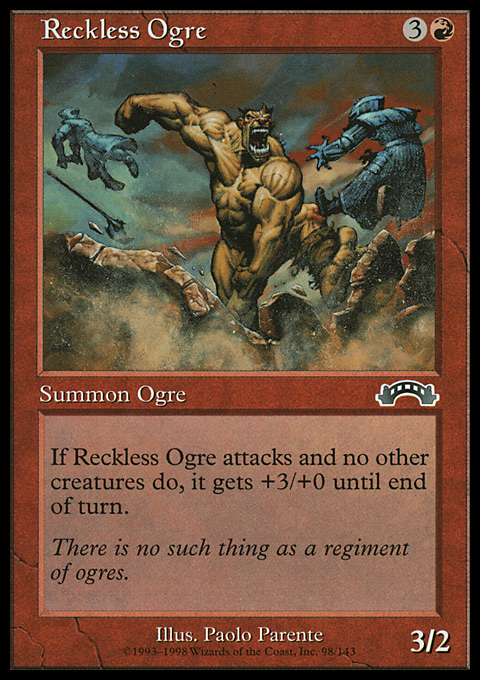 Reckless Ogre 3
Summon Ogre
If Reckless Ogre attacks and no other
creatures do, it gets +3/+0 until end
of turn.
There is no such thing as a regiment
of ogres.
Illus. Paolo Parente
©1993–1998 Wizards of the Coast, Inc. 98/143
3/2